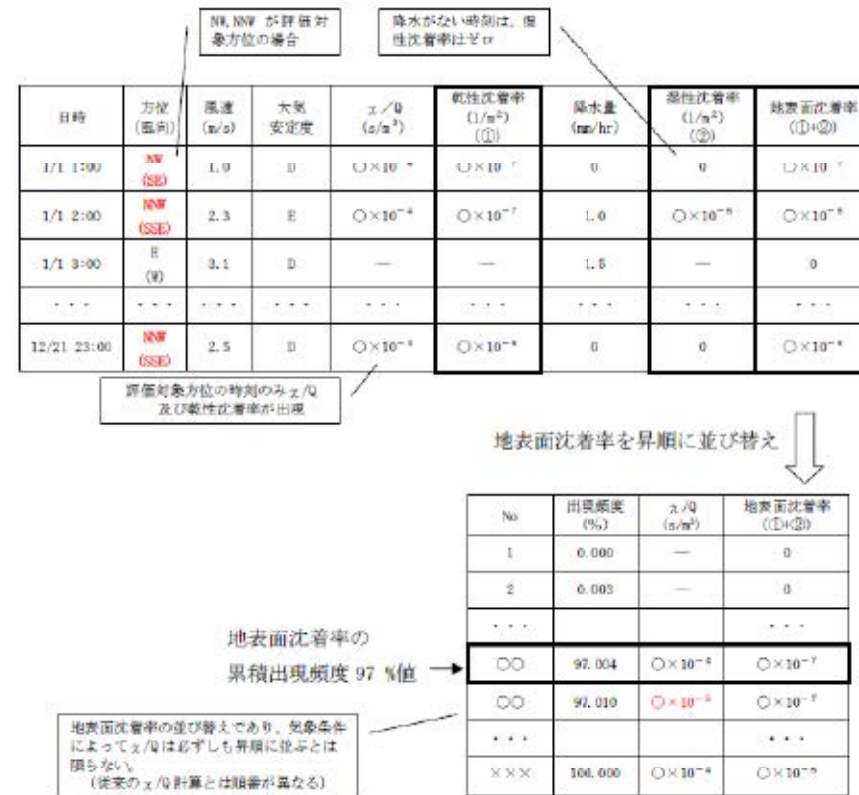 NW, NNW が評価対
象方位の場合
降水がない時刻は、湿
性沈着率はゼロ
日時 方位 (風向) 風速 (m/s) 大気 安定度 χ/Q (s/m³) 乾性沈着率 (1/m²) (①) 降水量 (mm/hr) 湿性沈着率 (1/m²) (②) 地表面沈着率 (①+②)
1/1 1:00 NW (SE) 1.0 D 0 0
1/1 2:00 NNW (SSE) 2.3 E ○×10⁻⁴ ○×10⁻⁷ 1.0
1/1 3:00 E (W) 3.1 D — — 1.5 — 0
・・・ ・・・ ・・・ ・・・ ・・・ ・・・ ・・・ ・・・ ・・・
12/21 23:00 NNW (SSE) 2.5 D 0 0
評価対象方位の時刻のみχ/Q
及び乾性沈着率が出現
地表面沈着率を昇順に並び替え
No 出現頻度 (%) χ/Q (s/m³) 地表面沈着率 (①+②)
1 0.000 — 0
2 0.003 — 0
・・・ ・・・
地表面沈着率の
累積出現頻度 97 %値
○○ 97.004 ○×10⁻⁷
○○ 97.010 ○×10⁻⁷
・・・ ・・・
××× 100.000
地表面沈着率の並び替えであり、気象条件
によってχ/Qは必ずしも昇順に並ぶとは
限らない。
(従来のχ/Q計算とは順番が異なる)